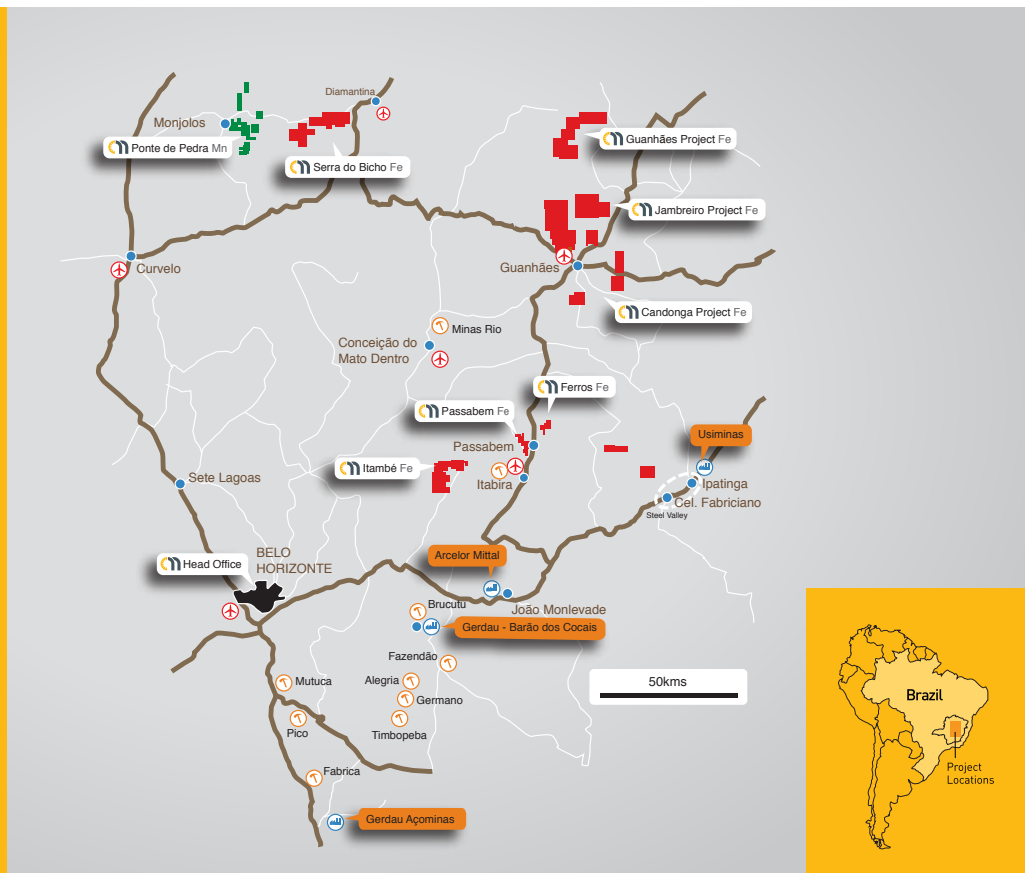 Diamantina
Monjolos
Ponte de Pedra Mn
Serra do Bicho Fe
Guanhães Project Fe
Jambreiro Project Fe
Curvelo
Guanhães
Candonga Project Fe
Minas Rio
Conceição do
Mato Dentro
Ferros Fe
Passabem Fe
Usiminas
Passabem
Itambé Fe
Itabira
Sete Lagoas
Ipatinga
Cel. Fabriciano
Steel Valley
Arcelor Mittal
BELO
HORIZONTE
Head Office
Brucutu
João Monlevade
Gerdau - Barão dos Cocais
Fazendão
Alegria
Mutuca
Germano
50kms
Pico
Timbopeba
Fabrica
Gerdau Açominas
Brazil
Project
Locations